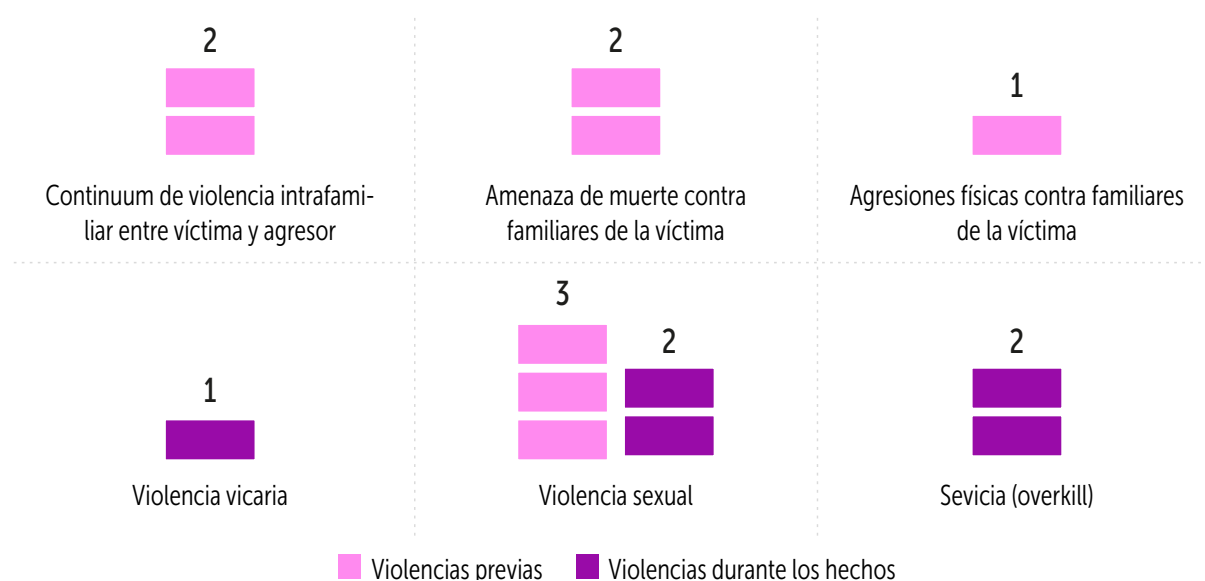 2
Continuum de violencia intrafami-
liar entre víctima y agresor
2
Amenaza de muerte contra
familiares de la víctima
1
Agresiones físicas contra familiares
de la víctima
1
Violencia vicaria
3
2
Violencia sexual
2
Sevicia (overkill)
Violencias previas
Violencias durante los hechos